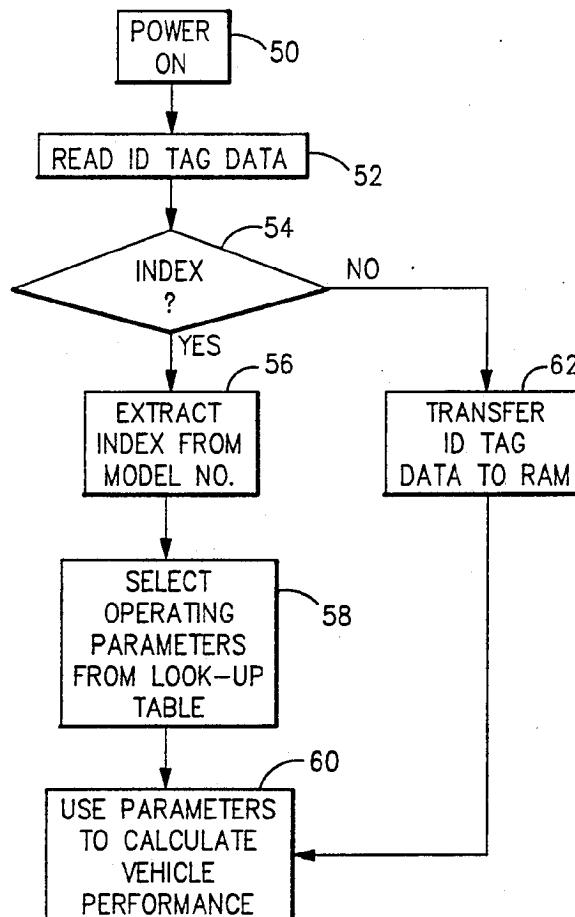 POWER
ON
50
READ ID TAG DATA
52
54
INDEX
?
NO
YES
56
EXTRACT
INDEX FROM
MODEL NO.
62
TRANSFER
ID TAG
DATA TO RAM
SELECT
OPERATING
PARAMETERS
FROM LOOK-UP
TABLE
58
60
USE PARAMETERS
TO CALCULATE
VEHICLE
PERFORMANCE